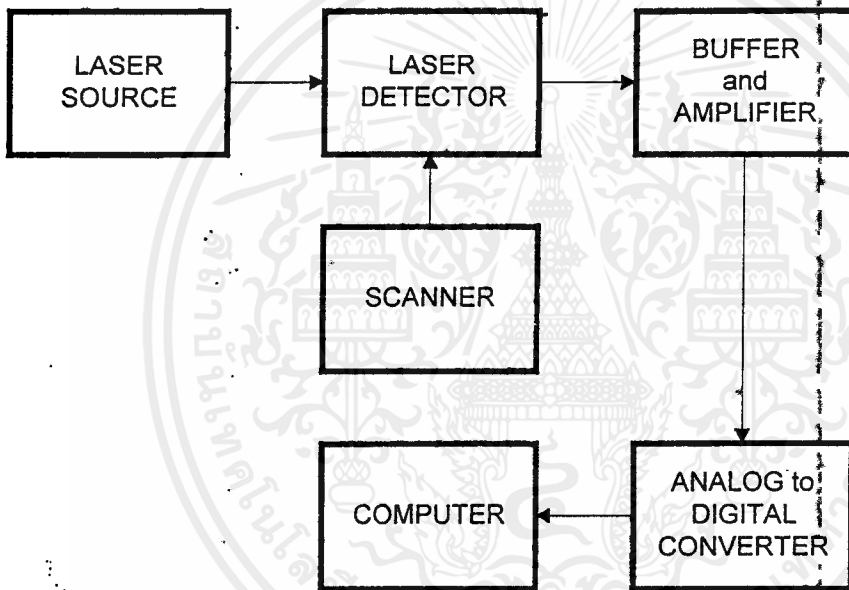 LASER
SOURCE
LASER
DETECTOR
BUFFER
and
AMPLIFIER
SCANNER
COMPUTER
ANALOG to
DIGITAL
CONVERTER